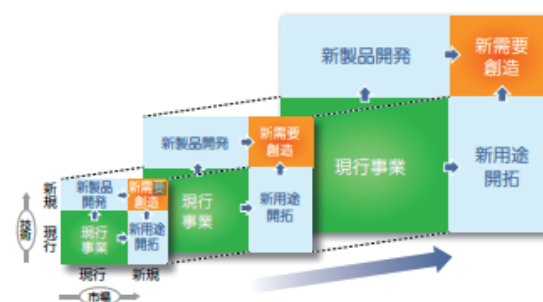 新製品開発
新需要
創造
現行事業
新用途
開拓
新製品開発
新需要
創造
現行
事業
新用途
開拓
新製品
開発
新需要
創造
現行
事業
新用途
開拓
新規
現行
技術
現行
新規
市場